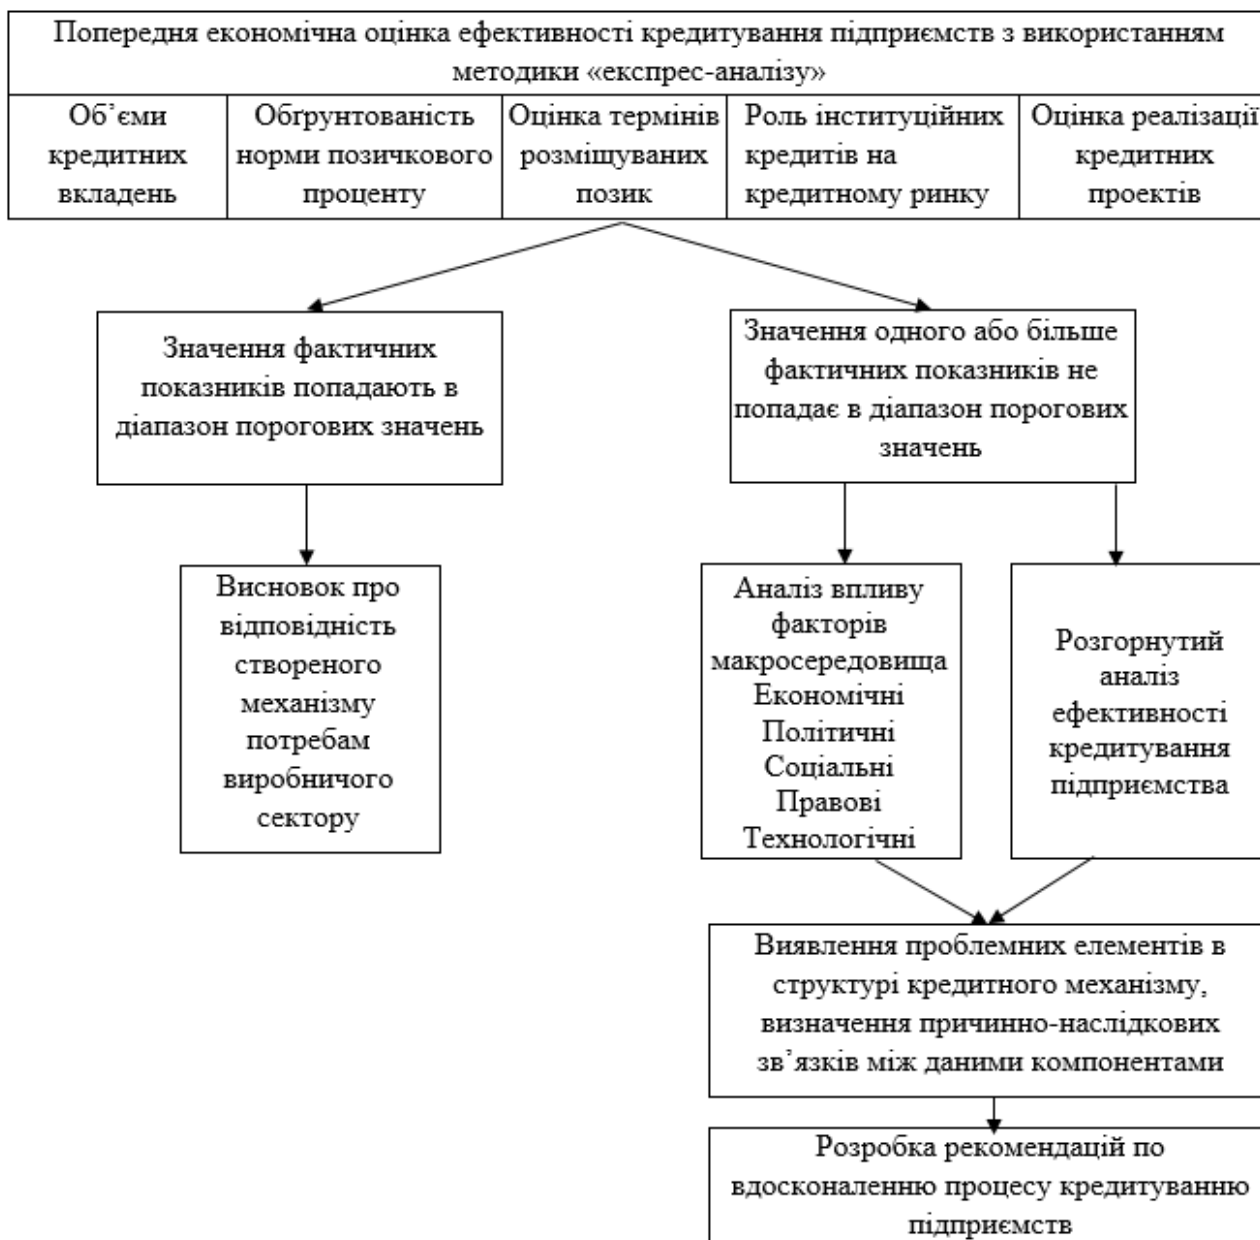 Попередня економічна оцінка ефективності кредитування підприємств з використанням
методики «експрес-аналізу»
Об’єми
кредитних
вкладень
Обґрунтованість
норми позичкового
проценту
Оцінка термінів
розміщуваних
позик
Роль інституційних
кредитів на
кредитному ринку
Оцінка реалізації
кредитних
проектів
Значення фактичних
показників попадають в
діапазон порогових значень
Значення одного або більше
фактичних показників не
попадає в діапазон порогових
значень
Висновок про
відповідність
створеного
механізму
потребам
виробничого
сектору
Аналіз впливу
факторів
макросередовища
Економічні
Політичні
Соціальні
Правові
Технологічні
Розгорнутий
аналіз
ефективності
кредитування
підприємства
Виявлення проблемних елементів в
структурі кредитного механізму,
визначення причинно-наслідкових
зв’язків між даними компонентами
Розробка рекомендацій по
вдосконаленню процесу кредитуванню
підприємств